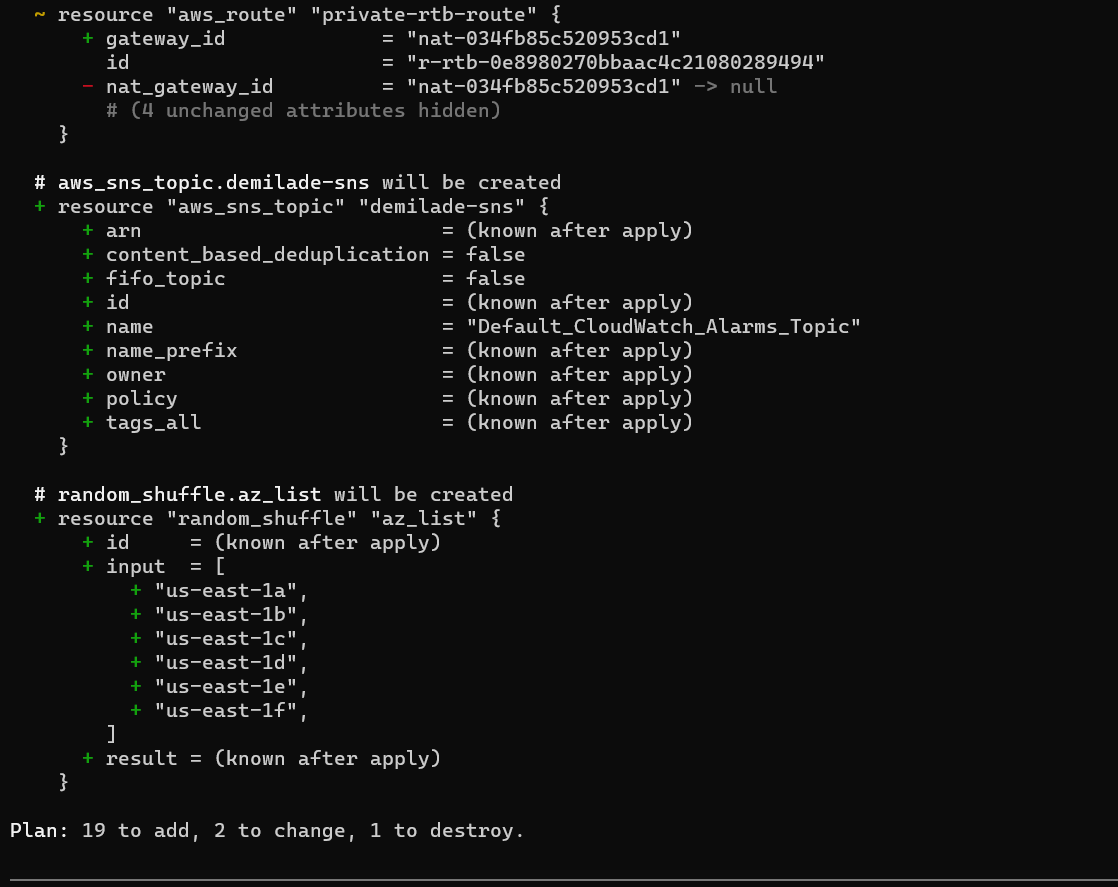 ~ resource "aws_route" "private-rtb-route" {
+ gateway_id = "nat-034fb85c520953cd1"
id = "r-rtb-0e8980270bbaac4c21080289494"
- nat_gateway_id = "nat-034fb85c520953cd1" -> null
# (4 unchanged attributes hidden)
}
# aws_sns_topic.demilade-sns will be created
+ resource "aws_sns_topic" "demilade-sns" {
+ arn = (known after apply)
+ content_based_deduplication = false
+ fifo_topic = false
+ id = (known after apply)
+ name = "Default_CloudWatch_Alarms_Topic"
+ name_prefix = (known after apply)
+ owner = (known after apply)
+ policy = (known after apply)
+ tags_all = (known after apply)
}
# random_shuffle.az_list will be created
+ resource "random_shuffle" "az_list" {
+ id = (known after apply)
+ input = [
+ "us-east-1a",
+ "us-east-1b",
+ "us-east-1c",
+ "us-east-1d",
+ "us-east-1e",
+ "us-east-1f",
]
+ result = (known after apply)
}
Plan: 19 to add, 2 to change, 1 to destroy.